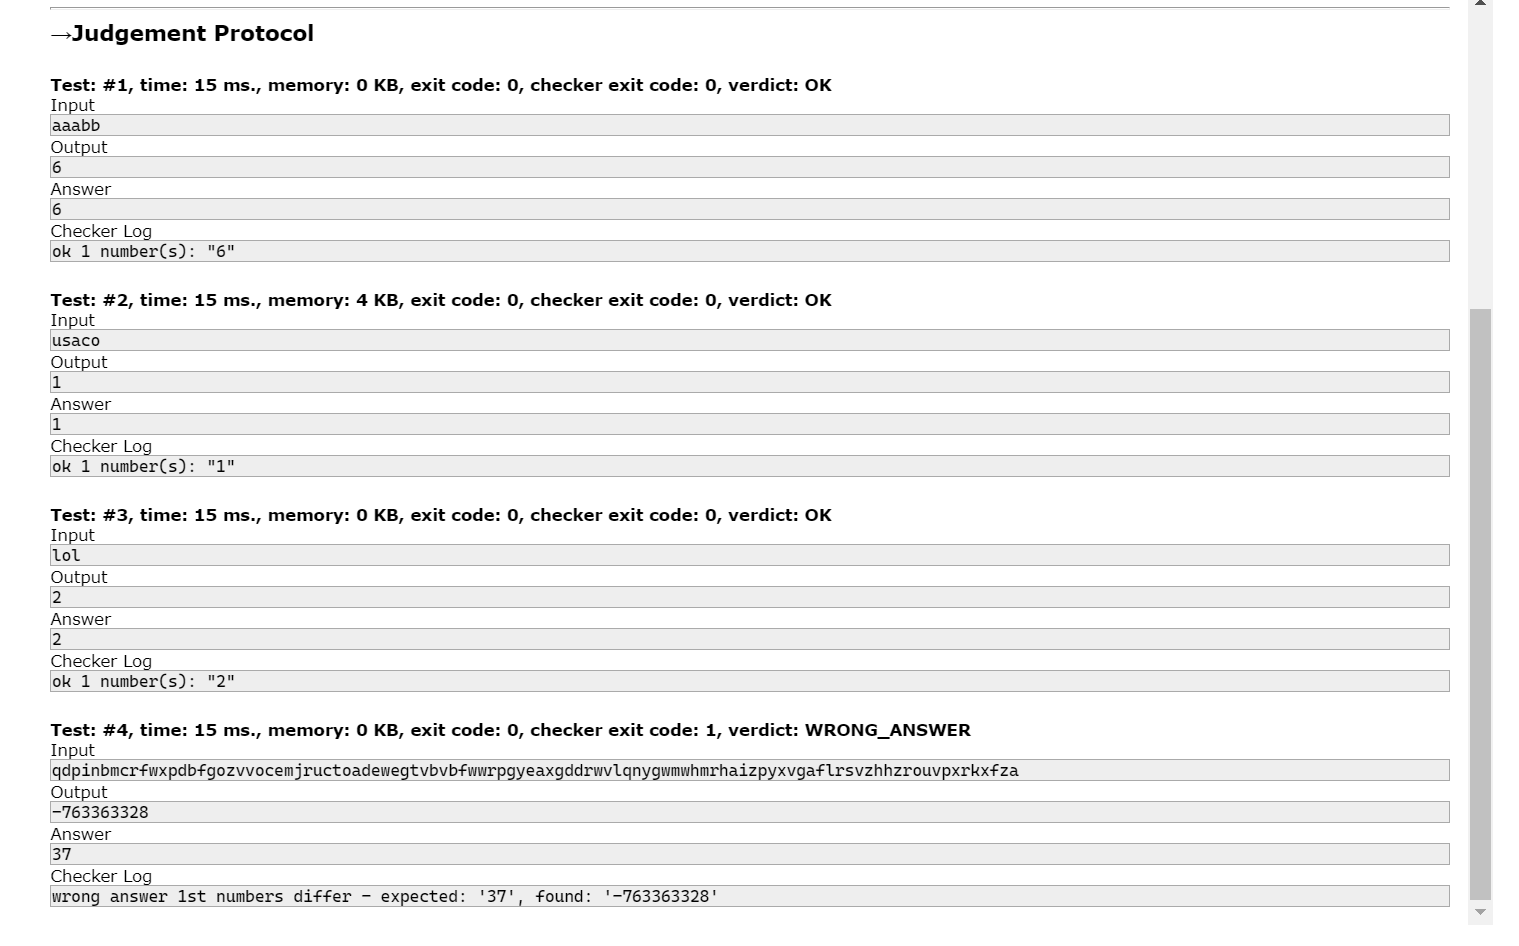 →Judgement Protocol
Test: #1, time: 15 ms., memory: 0 KB, exit code: 0, checker exit code: 0, verdict: OK
Input
aaabb
Output
6
Answer
6
Checker Log
ok 1 number(s): "6"
Test: #2, time: 15 ms., memory: 4 KB, exit code: 0, checker exit code: 0, verdict: OK
Input
usaco
Output
1
Answer
1
Checker Log
ok 1 number(s): "1"
Test: #3, time: 15 ms., memory: 0 KB, exit code: 0, checker exit code: 0, verdict: OK
Input
lol
Output
2
Answer
2
Checker Log
ok 1 number(s): "2"
Test: #4, time: 15 ms., memory: 0 KB, exit code: 0, checker exit code: 1, verdict: WRONG_ANSWER
Input
qdpinbmcrfwxpdbfgozvvocemjructoadewegtvbvbfwwrpgyeaxgddrwvlqnygwmwhmrhaizpyxvgaflrsvzhhzrouvpxrkxfza
Output
-763363328
Answer
37
Checker Log
wrong answer 1st numbers differ - expected: '37', found: '-763363328'